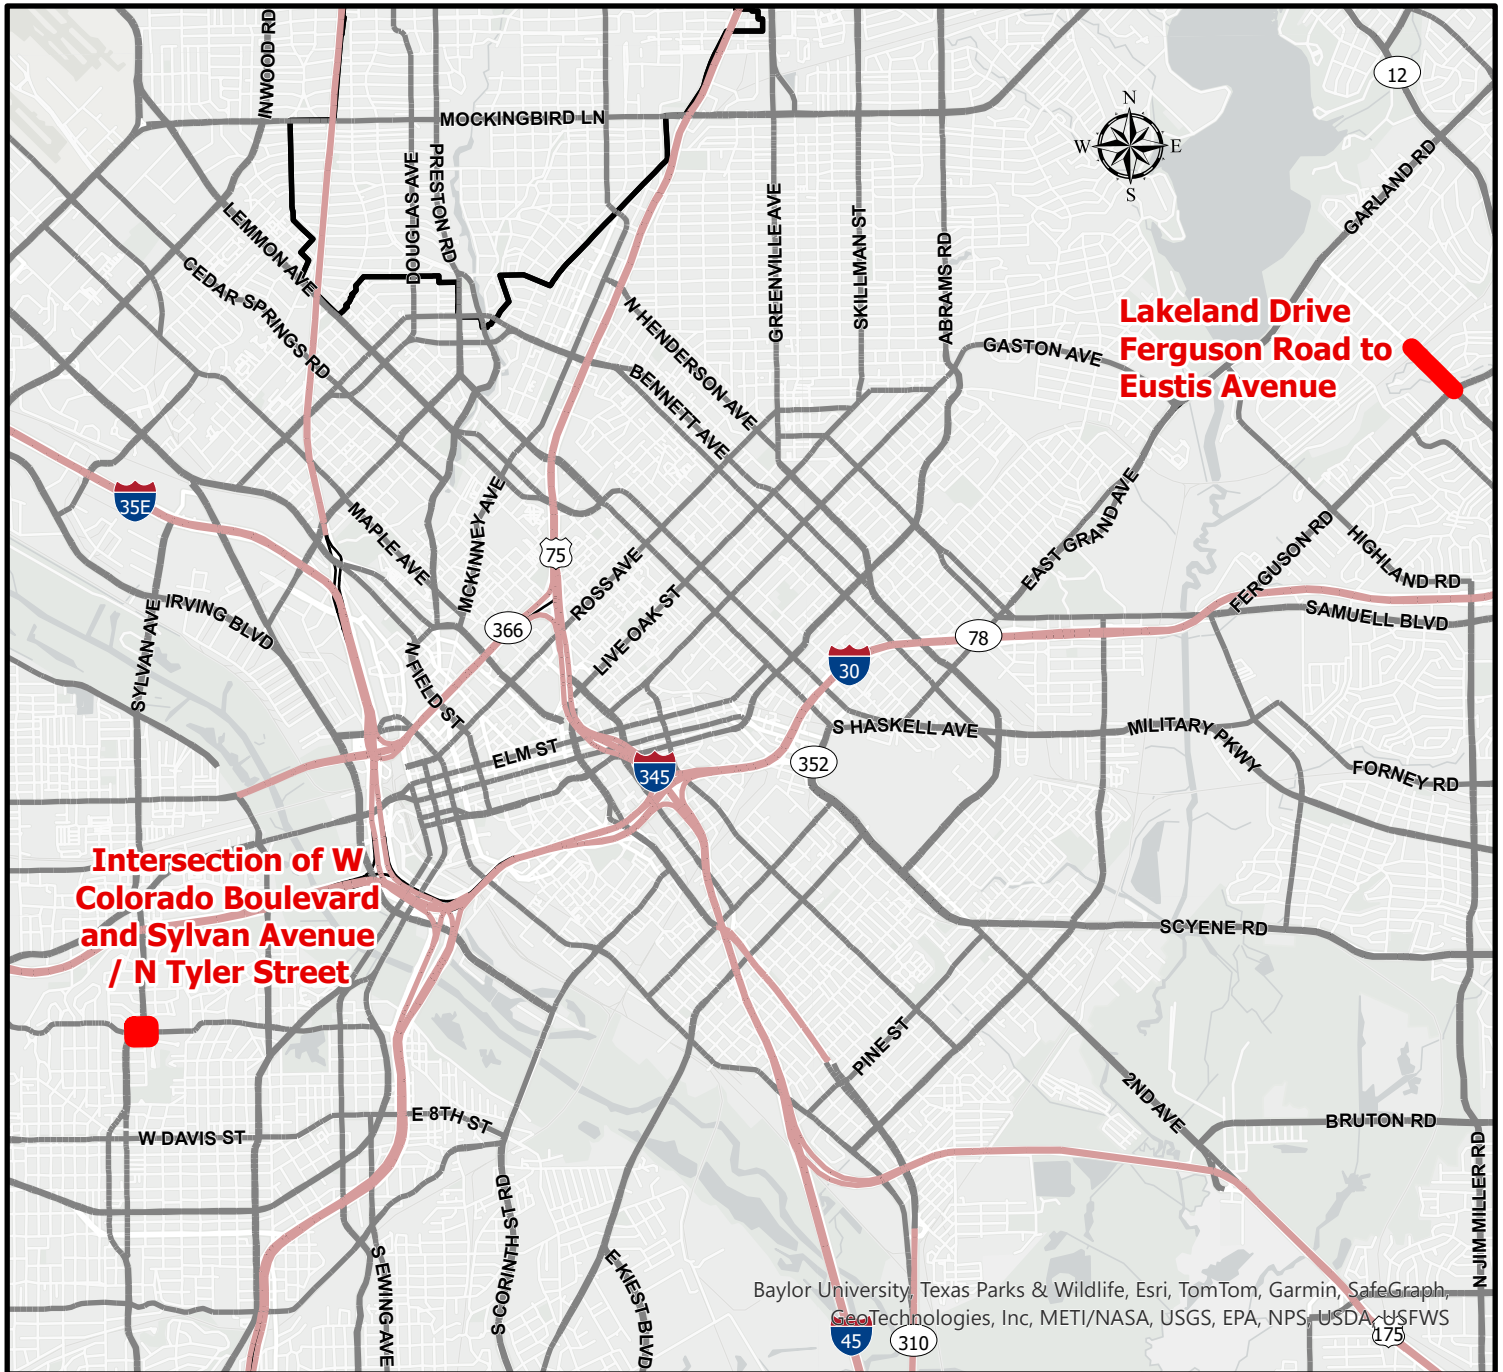 INWOOD RD
12
MOCKINGBIRD LN
N
W
E
S
DOUGLAS AVE
PRESTON RD
GARLAND RD
GREENVILLE AVE
SKILLMAN ST
ABRAMS RD
LEMMON AVE
CEDAR SPRINGS RD
N HENDERSON AVE
BENNETT AVE
GASTON AVE
Lakeland Drive
Ferguson Road to
Eustis Avenue
35E
MAPLE AVE
MCKINNEY AVE
75
ROSS AVE
EAST GRAND AVE
FERGUSON RD
HIGHLAND RD
SAMUELL BLVD
SYLVAN AVE
IRVING BLVD
366
LIVE OAK ST
78
30
N FIELD ST
ELM ST
S HASKELL AVE
MILITARY PKWY
345
352
FORNEY RD
Intersection of W
Colorado Boulevard
and Sylvan Avenue
/ N Tyler Street
SCYENE RD
PINE ST
2ND AVE
E 8TH ST
W DAVIS ST
BRUTON RD
N JIM MILLER RD
S CORINTH ST RD
S EWING AVE
E KIEST BLVD
Baylor University, Texas Parks & Wildlife, Esri, TomTom, Garmin, SafeGraph,
GeoTechnologies, Inc, METI/NASA, USGS, EPA, NPS, USDA, USFWS
45
310
175